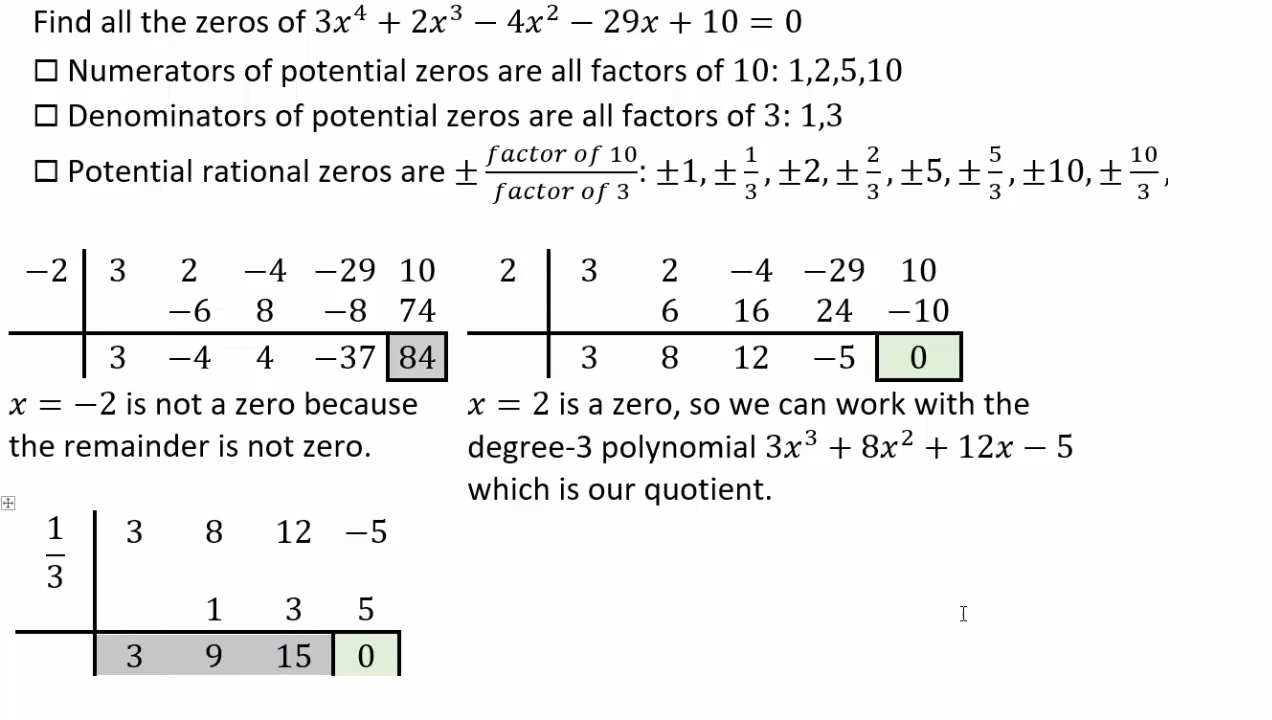 Find all the zeros of 3x⁴ + 2x³ − 4x² − 29x + 10 = 0
□ Numerators of potential zeros are all factors of 10: 1,2,5,10
□ Denominators of potential zeros are all factors of 3: 1,3
□ Potential rational zeros are ± factor of 10/factor of 3: ±1, ±1/3, ±2, ±2/3, ±5, ±5/3, ±10, ±10/3,
−2 3 2 −4 −29 10
−6 8 −8 74
3 −4 4 −37 84
x = −2 is not a zero because
the remainder is not zero.
2 3 2 −4 −29 10
6 16 24 −10
3 8 12 −5 0
x = 2 is a zero, so we can work with the
degree-3 polynomial 3x³ + 8x² + 12x − 5
which is our quotient.
1/3 3 8 12 −5
1 3 5
3 9 15 0